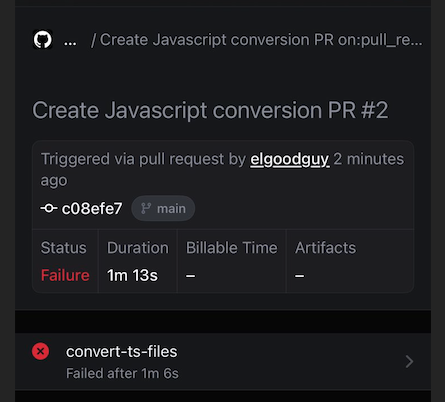 ... / Create Javascript conversion PR on:pull_re...
Create Javascript conversion PR #2
Triggered via pull request by elgoodguy 2 minutes
ago
c08efe7 main
Status Duration Billable Time Artifacts
Failure 1m 13s – –
convert-ts-files
Failed after 1m 6s